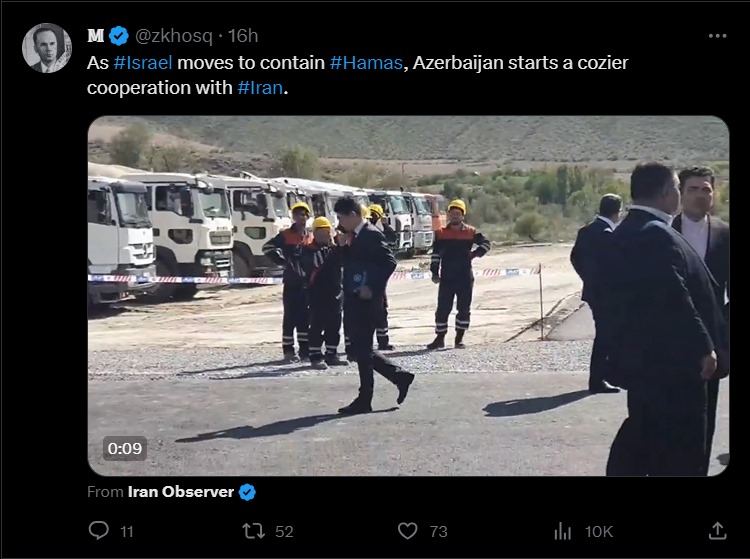 M @zkhosq · 16h
As #Israel moves to contain #Hamas, Azerbaijan starts a cozier
cooperation with #Iran.
0:09
From Iran Observer
11 52 73 10K